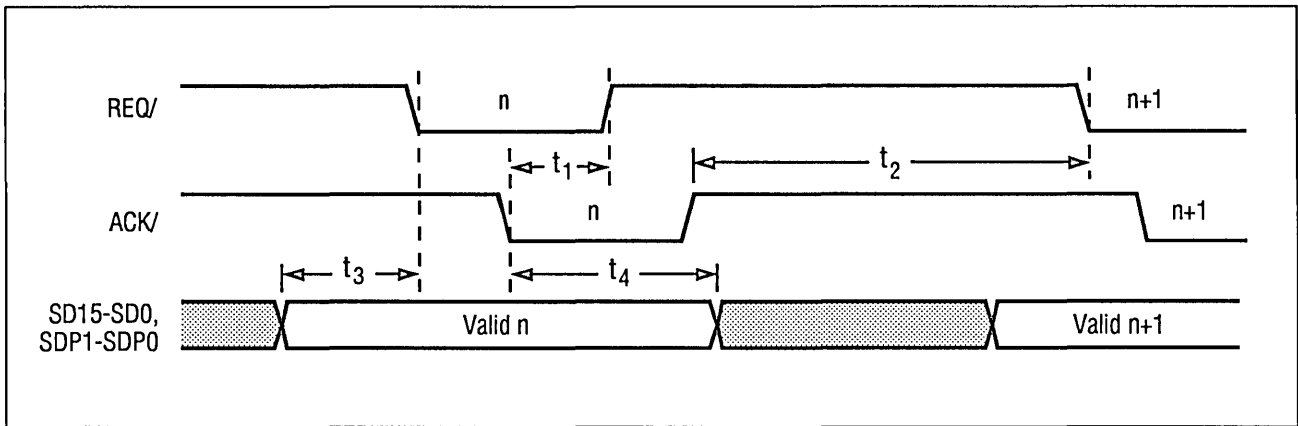 REQ/
n
n+1
t1
t2
ACK/
n
n+1
t3
t4
SD15-SD0,
SDP1-SDP0
Valid n
Valid n+1